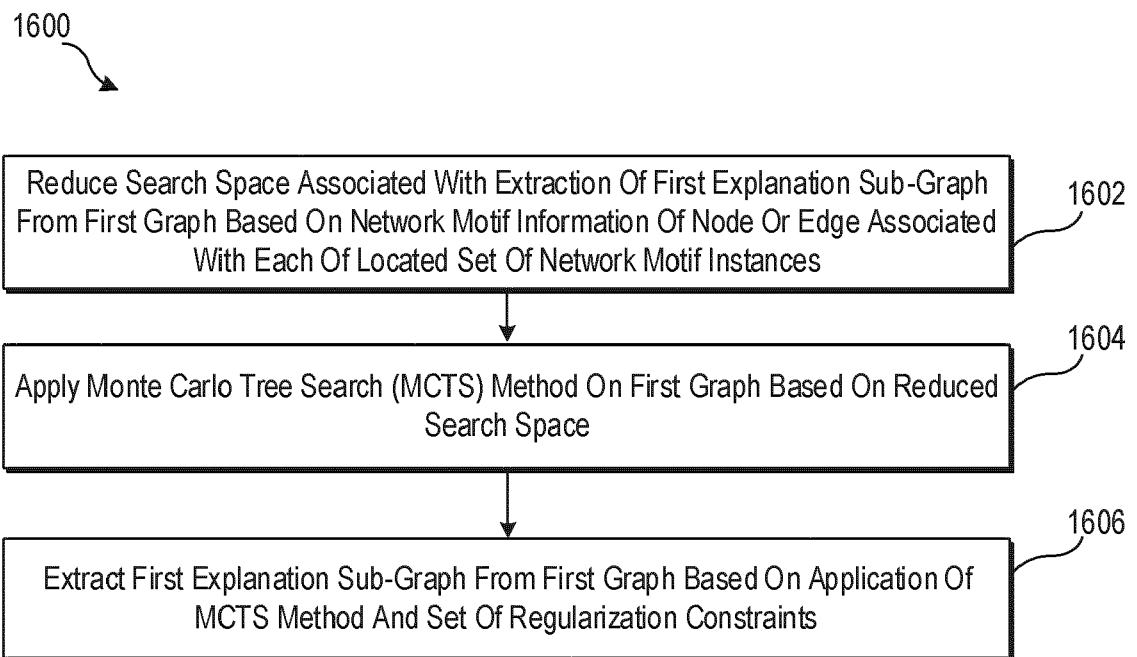 1600
Reduce Search Space Associated With Extraction Of First Explanation Sub-Graph
From First Graph Based On Network Motif Information Of Node Or Edge Associated
With Each Of Located Set Of Network Motif Instances
1602
Apply Monte Carlo Tree Search (MCTS) Method On First Graph Based On Reduced
Search Space
1604
Extract First Explanation Sub-Graph From First Graph Based On Application Of
MCTS Method And Set Of Regularization Constraints
1606